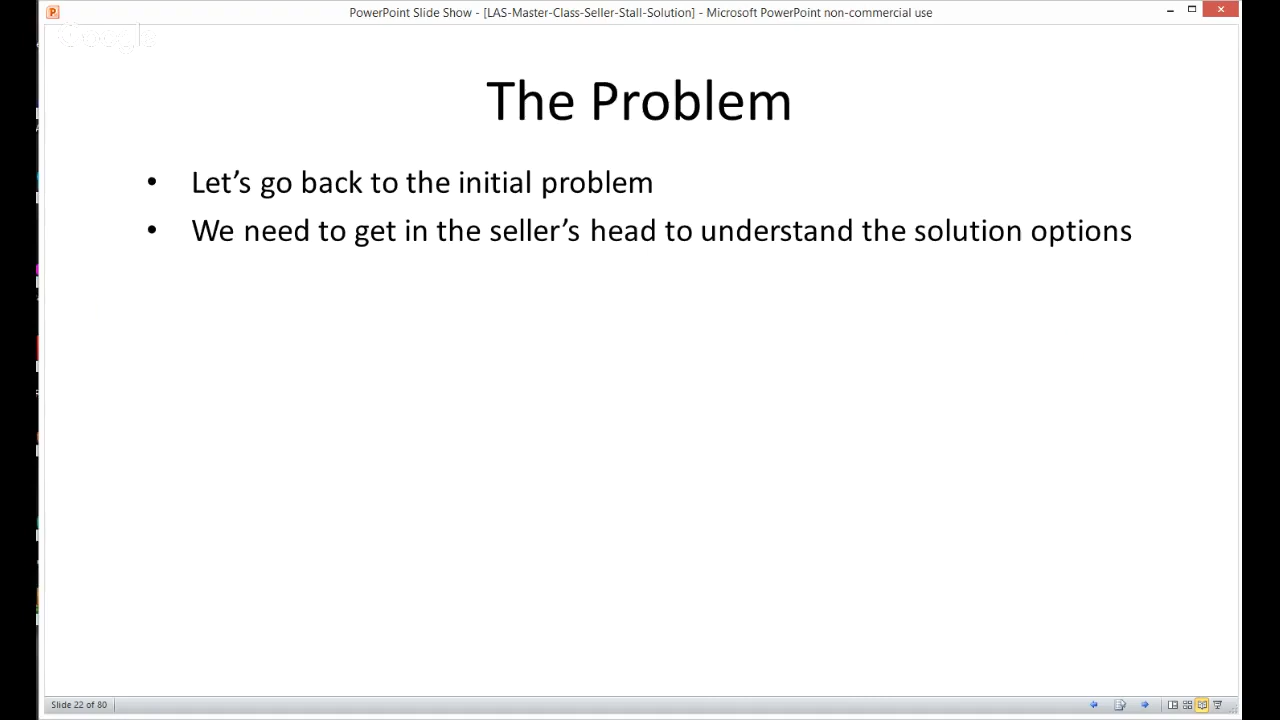 PowerPoint Slide Show - [LAS-Master-Class-Seller-Stall-Solution] - Microsoft PowerPoint non-commercial use
Google
The Problem
• Let’s go back to the initial problem
• We need to get in the seller’s head to understand the solution options
Slide 22 of 80